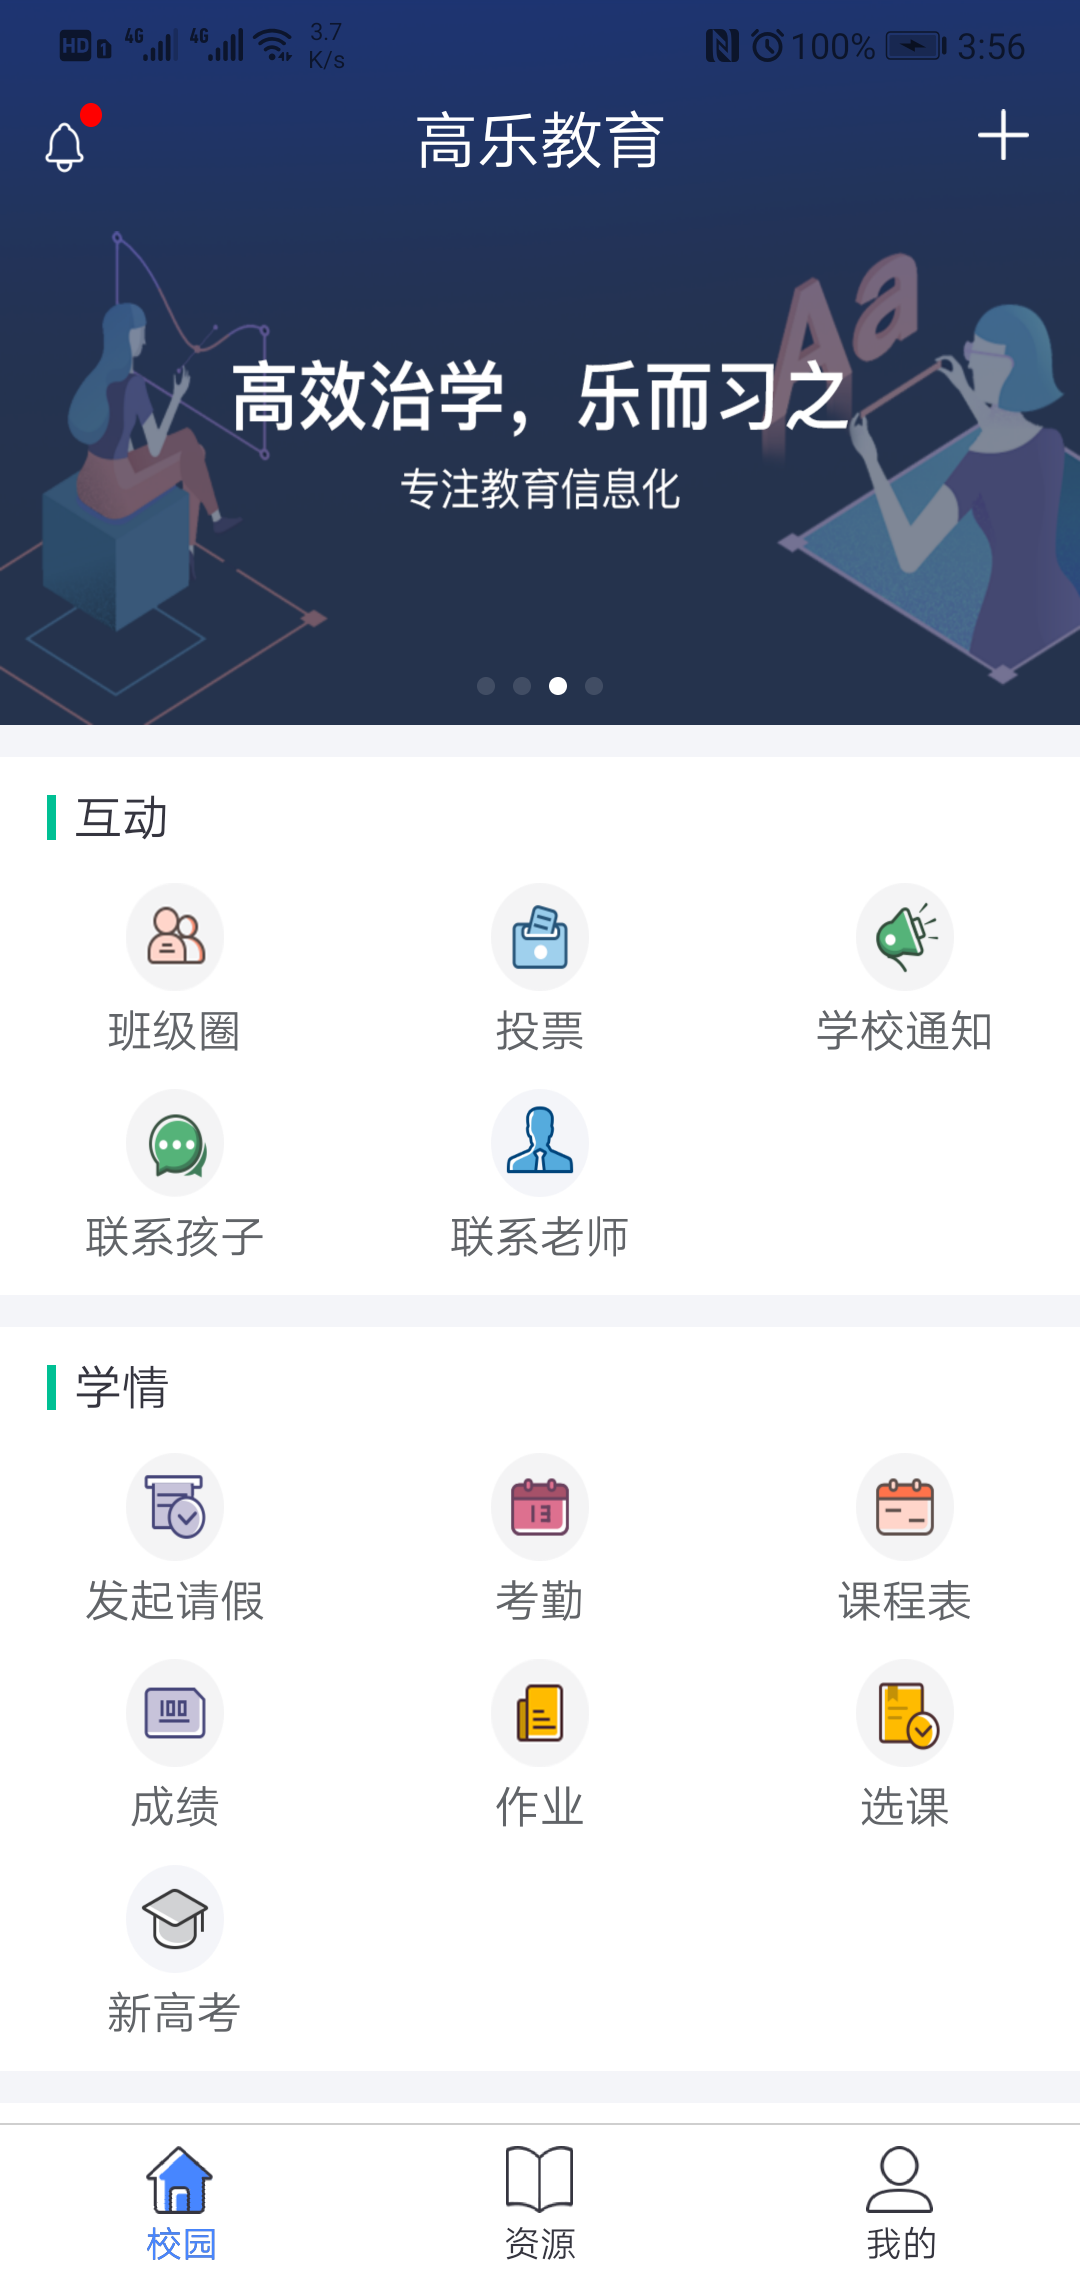 HD 1 4G 4G 3.7 K/s 100% 3:56
高乐教育
Aa
高效治学，乐而习之
专注教育信息化
互动
班级圈 投票 学校通知
联系孩子 联系老师
学情
13
发起请假 考勤 课程表
100
成绩 作业 选课
新高考
校园 资源 我的